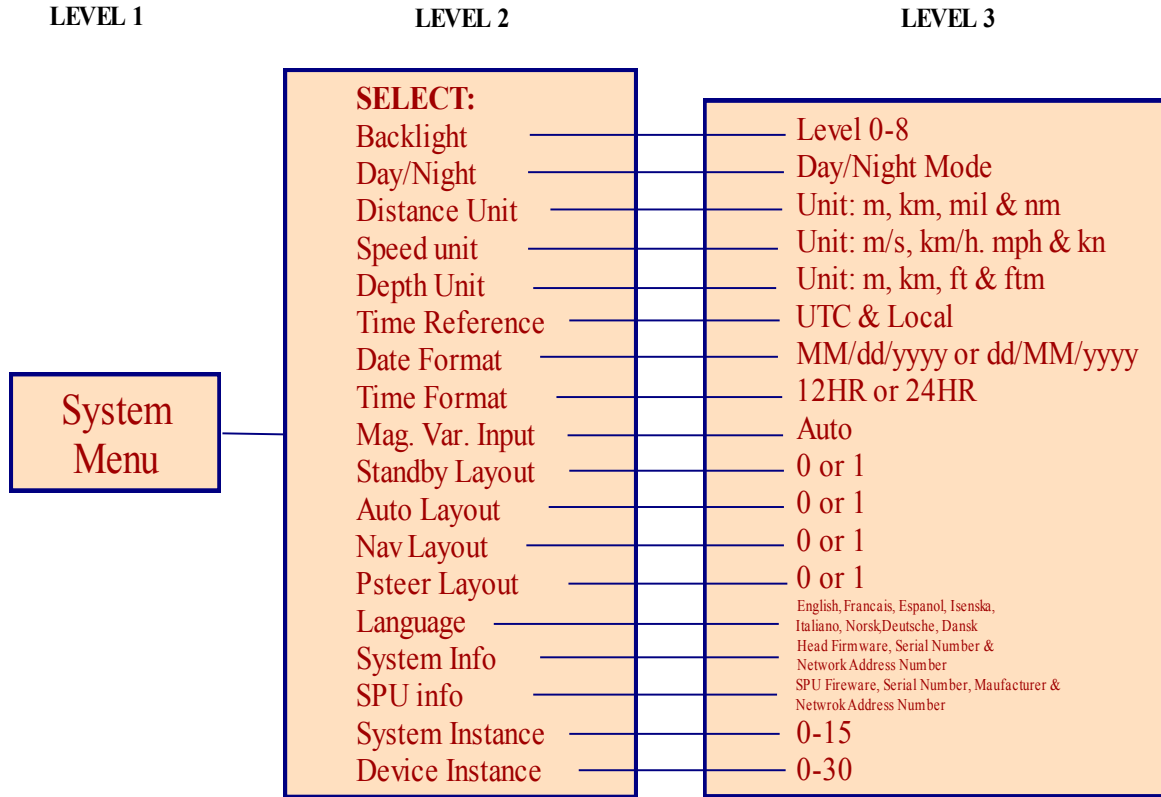 LEVEL 1
LEVEL 2
LEVEL 3
System
Menu
SELECT:
Backlight
Day/Night
Distance Unit
Speed unit
Depth Unit
Time Reference
Date Format
Time Format
Mag. Var. Input
Standby Layout
Auto Layout
Nav Layout
Psteer Layout
Language
System Info
SPU info
System Instance
Device Instance
Level 0-8
Day/Night Mode
Unit: m, km, mil & nm
Unit: m/s, km/h. mph & kn
Unit: m, km, ft & ftm
UTC & Local
MM/dd/yyyy or dd/MM/yyyy
12HR or 24HR
Auto
0 or 1
0 or 1
0 or 1
0 or 1
English, Francais, Espanol, Isenska,
Italiano, Norsk,Deutsche, Dansk
Head Firmware, Serial Number &
Network Address Number
SPU Fireware, Serial Number, Maufacturer &
Netwrok Address Number
0-15
0-30